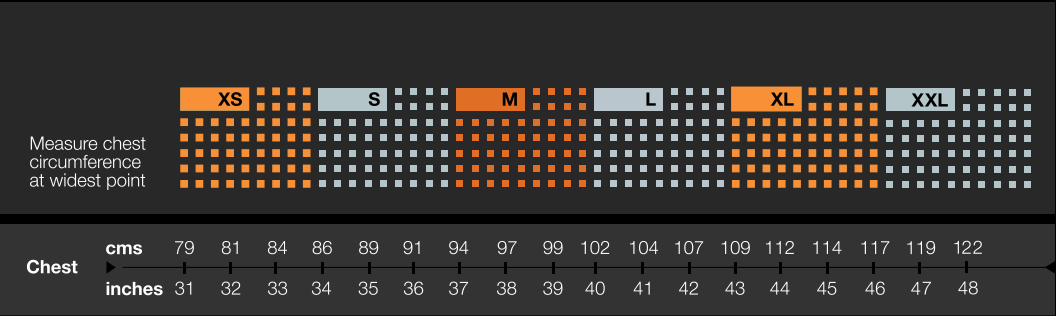 XS S M L XL XXL
Measure chest
circumference
at widest point
cms 79 81 84 86 89 91 94 97 99 102 104 107 109 112 114 117 119 122
Chest
inches 31 32 33 34 35 36 37 38 39 40 41 42 43 44 45 46 47 48